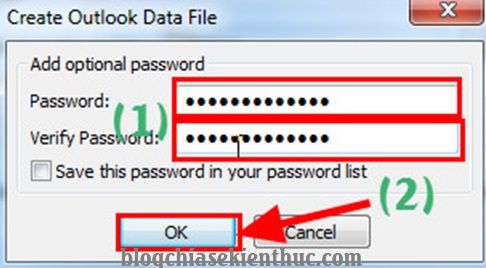 Create Outlook Data File
Add optional password
Password: •••••••••••••
(1)
Verify Password: •••••••••••••
Save this password in your password list
(2)
OK Cancel
blogchiasekienthuc.com